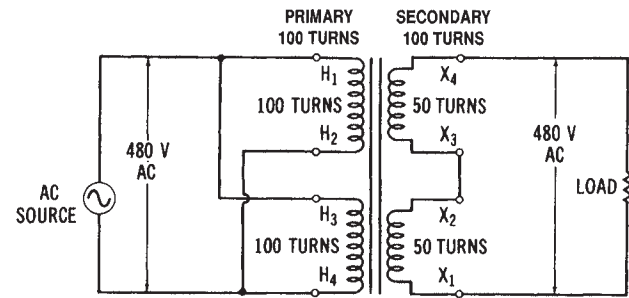 PRIMARY
100 TURNS
SECONDARY
100 TURNS
H1
100 TURNS
H2
X4
50 TURNS
X3
480 V
AC
480 V
AC
AC
SOURCE
LOAD
H3
100 TURNS
H4
X2
50 TURNS
X1